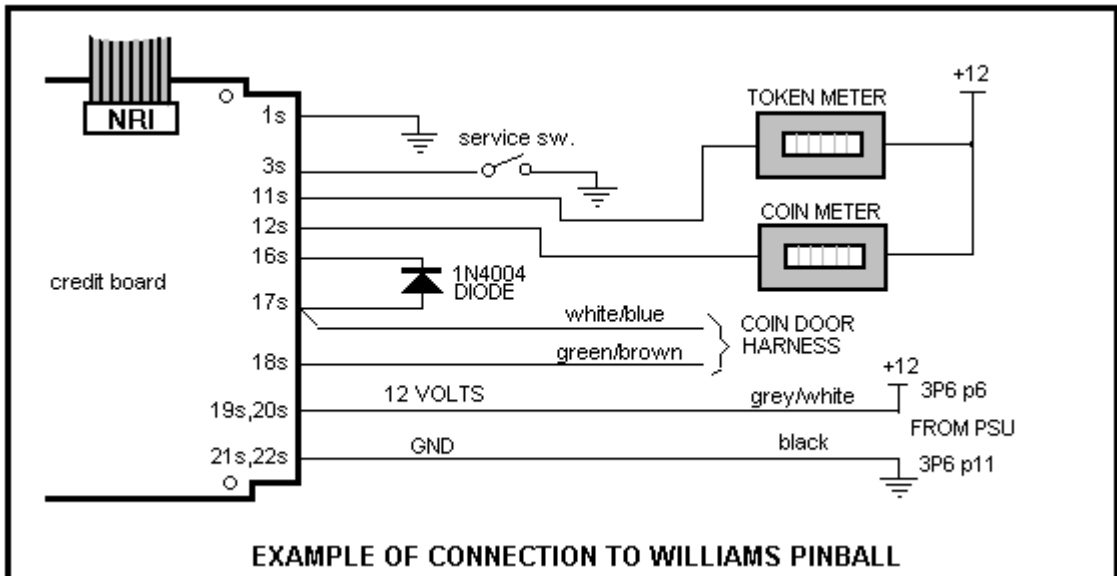 NRI
+12
1s
TOKEN METER
service sw.
3s
11s
COIN METER
12s
16s
1N4004
DIODE
credit board
17s
white/blue
COIN DOOR
HARNESS
green/brown
18s
+12
12 VOLTS
grey/white
3P6 p6
19s,20s
FROM PSU
GND
black
21s,22s
3P6 p11
EXAMPLE OF CONNECTION TO WILLIAMS PINBALL